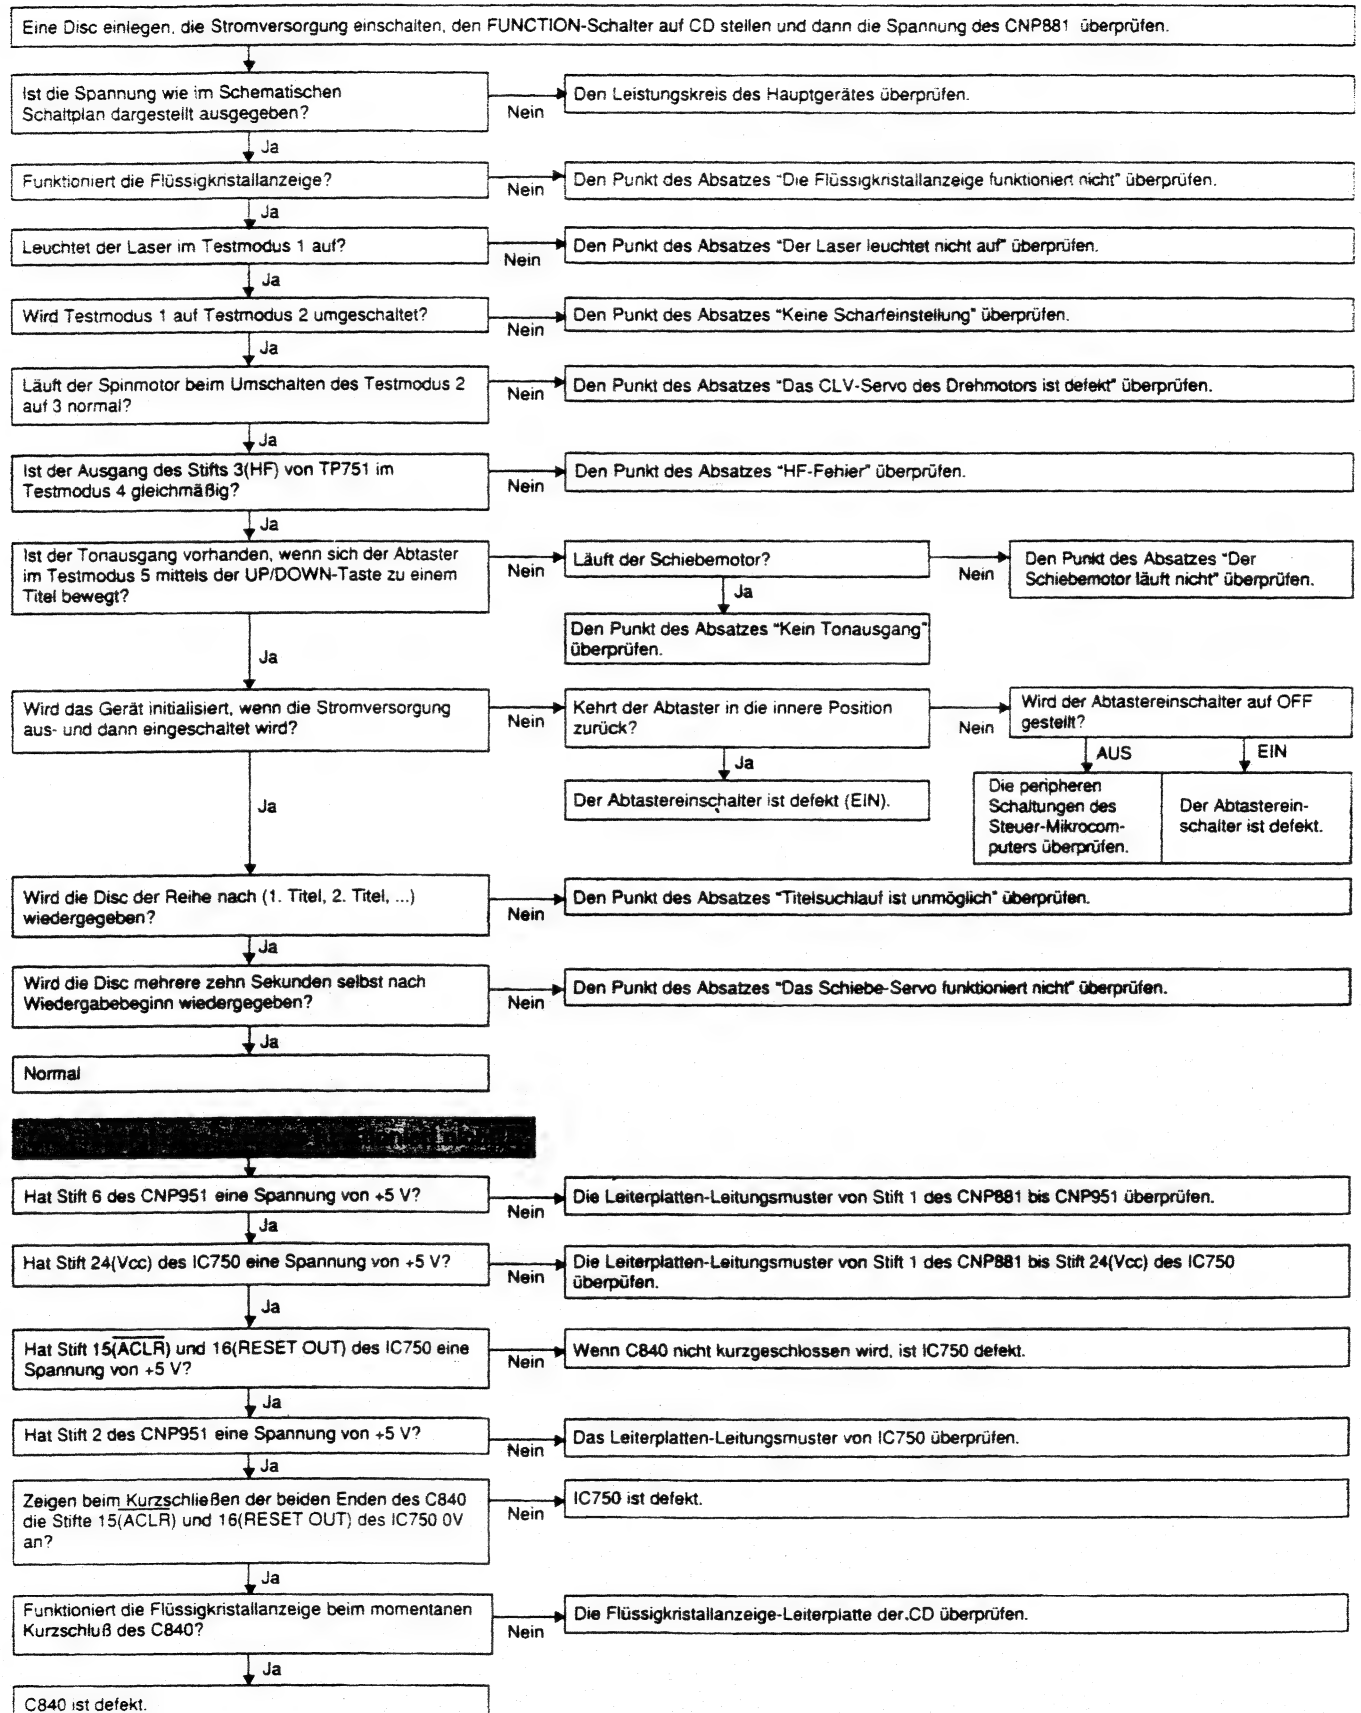 Eine Disc einlegen, die Stromversorgung einschalten, den FUNCTION-Schalter auf CD stellen und dann die Spannung des CNP881 überprüfen.
Ist die Spannung wie im Schematischen
Schaltplan dargestellt ausgegeben?
Nein
Den Leistungskreis des Hauptgerätes überprüfen.
Ja
Funktioniert die Flüssigkristallanzeige?
Nein
Den Punkt des Absatzes "Die Flüssigkristallanzeige funktioniert nicht" überprüfen.
Ja
Leuchtet der Laser im Testmodus 1 auf?
Nein
Den Punkt des Absatzes "Der Laser leuchtet nicht auf" überprüfen.
Ja
Wird Testmodus 1 auf Testmodus 2 umgeschaltet?
Nein
Den Punkt des Absatzes "Keine Scharfeinstellung" überprüfen.
Ja
Läuft der Spinmotor beim Umschalten des Testmodus 2
auf 3 normal?
Nein
Den Punkt des Absatzes "Das CLV-Servo des Drehmotors ist defekt" überprüfen.
Ja
Ist der Ausgang des Stifts 3(HF) von TP751 im
Testmodus 4 gleichmäßig?
Nein
Den Punkt des Absatzes "HF-Fehler" überprüfen.
Ja
Ist der Tonausgang vorhanden, wenn sich der Abtaster
im Testmodus 5 mittels der UP/DOWN-Taste zu einem
Titel bewegt?
Nein
Läuft der Schiebemotor?
Nein
Den Punkt des Absatzes "Der
Schiebemotor läuft nicht" überprüfen.
Ja
Den Punkt des Absatzes "Kein Tonausgang"
überprüfen.
Ja
Wird das Gerät initialisiert, wenn die Stromversorgung
aus- und dann eingeschaltet wird?
Nein
Kehrt der Abtaster in die innere Position
zurück?
Nein
Wird der Abtastereinschalter auf OFF
gestellt?
Ja
Der Abtastereinschalter ist defekt (EIN).
AUS
EIN
Die peripheren
Schaltungen des
Steuer-Mikrocom-
puters überprüfen.
Der Abtasterein-
schalter ist defekt.
Ja
Wird die Disc der Reihe nach (1. Titel, 2. Titel, ...)
wiedergegeben?
Nein
Den Punkt des Absatzes "Titelsuchlauf ist unmöglich" überprüfen.
Ja
Wird die Disc mehrere zehn Sekunden selbst nach
Wiedergabebeginn wiedergegeben?
Nein
Den Punkt des Absatzes "Das Schiebe-Servo funktioniert nicht" überprüfen.
Ja
Normal
Hat Stift 6 des CNP951 eine Spannung von +5 V?
Nein
Die Leiterplatten-Leitungsmuster von Stift 1 des CNP881 bis CNP951 überprüfen.
Ja
Hat Stift 24(Vcc) des IC750 eine Spannung von +5 V?
Nein
Die Leiterplatten-Leitungsmuster von Stift 1 des CNP881 bis Stift 24(Vcc) des IC750
überpüfen.
Ja
Hat Stift 15(ACLR) und 16(RESET OUT) des IC750 eine
Spannung von +5 V?
Nein
Wenn C840 nicht kurzgeschlossen wird, ist IC750 defekt.
Ja
Hat Stift 2 des CNP951 eine Spannung von +5 V?
Nein
Das Leiterplatten-Leitungsmuster von IC750 überprüfen.
Ja
Zeigen beim Kurzschließen der beiden Enden des C840
die Stifte 15(ACLR) und 16(RESET OUT) des IC750 0V
an?
Nein
IC750 ist defekt.
Ja
Funktioniert die Flüssigkristallanzeige beim momentanen
Kurzschluß des C840?
Nein
Die Flüssigkristallanzeige-Leiterplatte der.CD überprüfen.
Ja
C840 ist defekt.